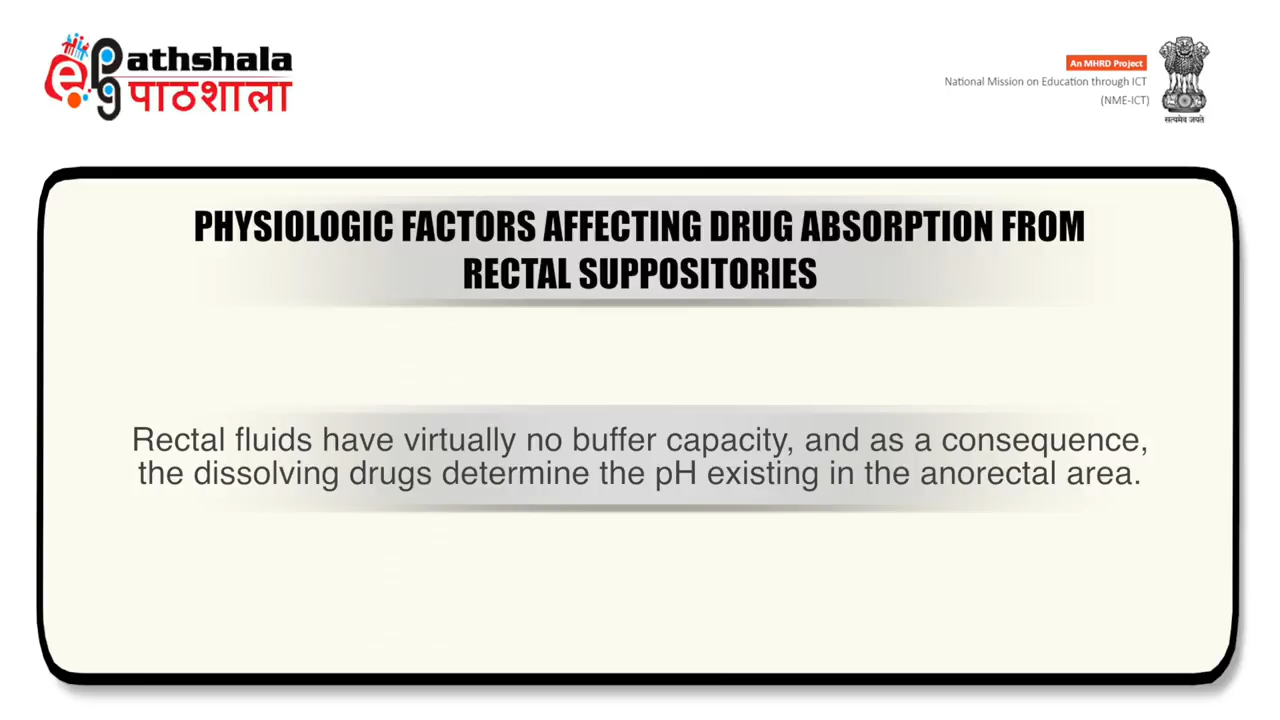 e pg Pathshala
पाठशाला
An MHRD Project
National Mission on Education through ICT
(NME-ICT)
सत्यमेव जयते
PHYSIOLOGIC FACTORS AFFECTING DRUG ABSORPTION FROM
RECTAL SUPPOSITORIES
Rectal fluids have virtually no buffer capacity, and as a consequence,
the dissolving drugs determine the pH existing in the anorectal area.